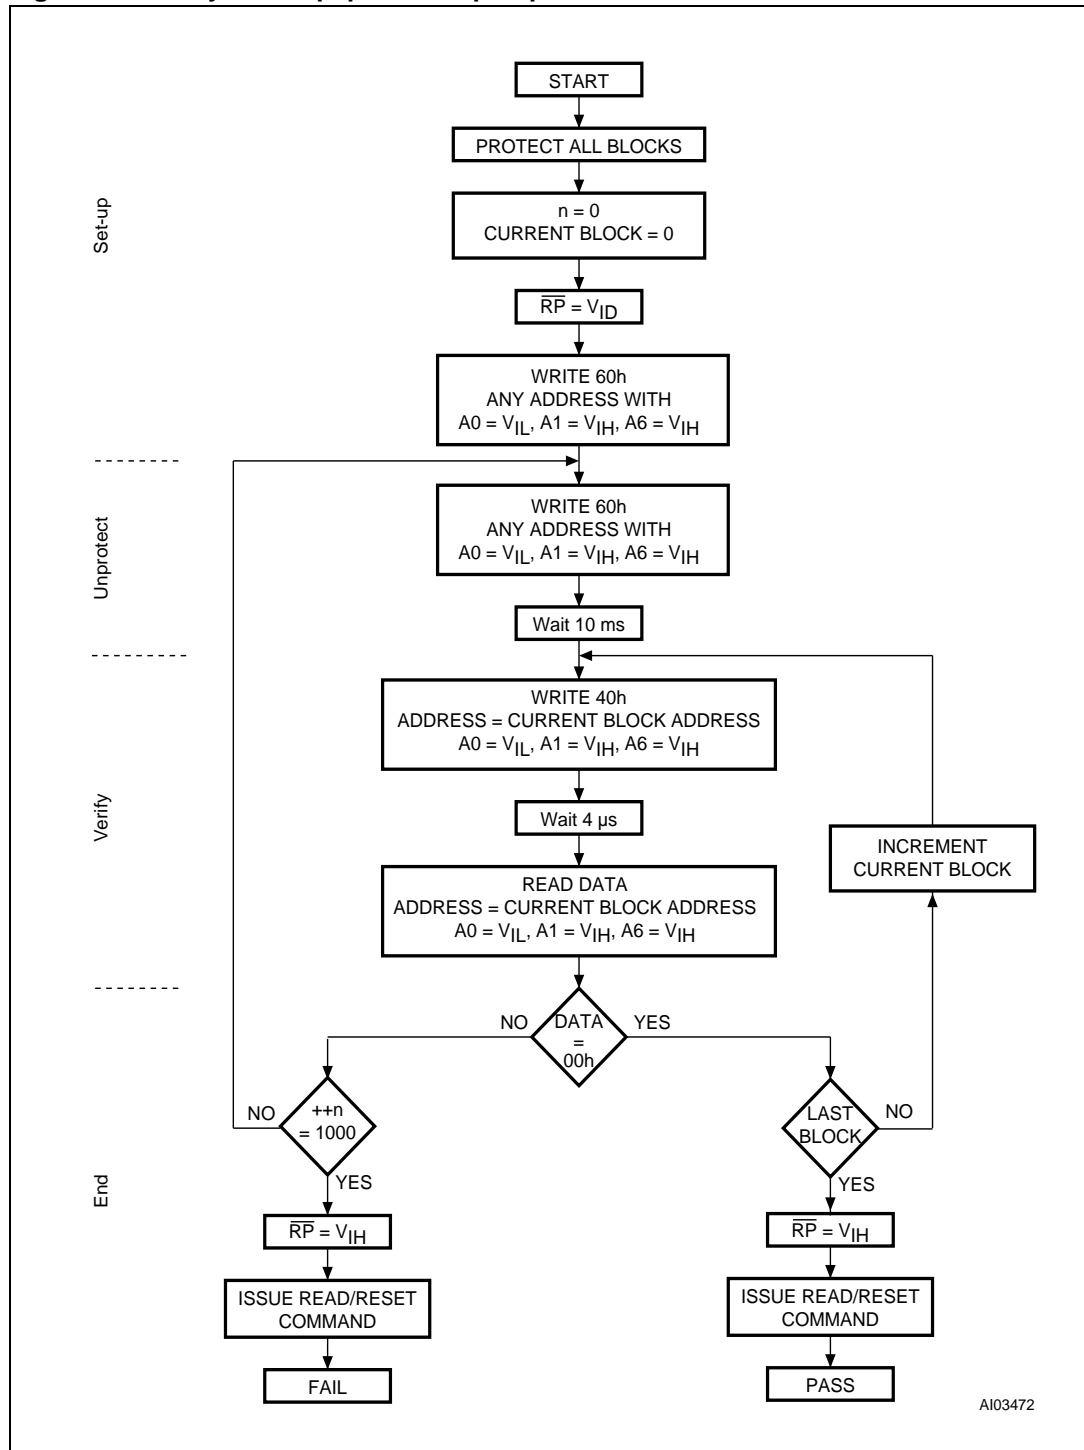 START
PROTECT ALL BLOCKS
Set-up
n = 0
CURRENT BLOCK = 0
R̅P̅ = VID
WRITE 60h
ANY ADDRESS WITH
A0 = VIL, A1 = VIH, A6 = VIH
Unprotect
WRITE 60h
ANY ADDRESS WITH
A0 = VIL, A1 = VIH, A6 = VIH
Wait 10 ms
Verify
WRITE 40h
ADDRESS = CURRENT BLOCK ADDRESS
A0 = VIL, A1 = VIH, A6 = VIH
Wait 4 µs
INCREMENT
CURRENT BLOCK
READ DATA
ADDRESS = CURRENT BLOCK ADDRESS
A0 = VIL, A1 = VIH, A6 = VIH
End
NO
DATA
=
00h
YES
NO
++n
= 1000
YES
LAST
BLOCK
NO
YES
R̅P̅ = VIH
ISSUE READ/RESET
COMMAND
FAIL
R̅P̅ = VIH
ISSUE READ/RESET
COMMAND
PASS
AI03472